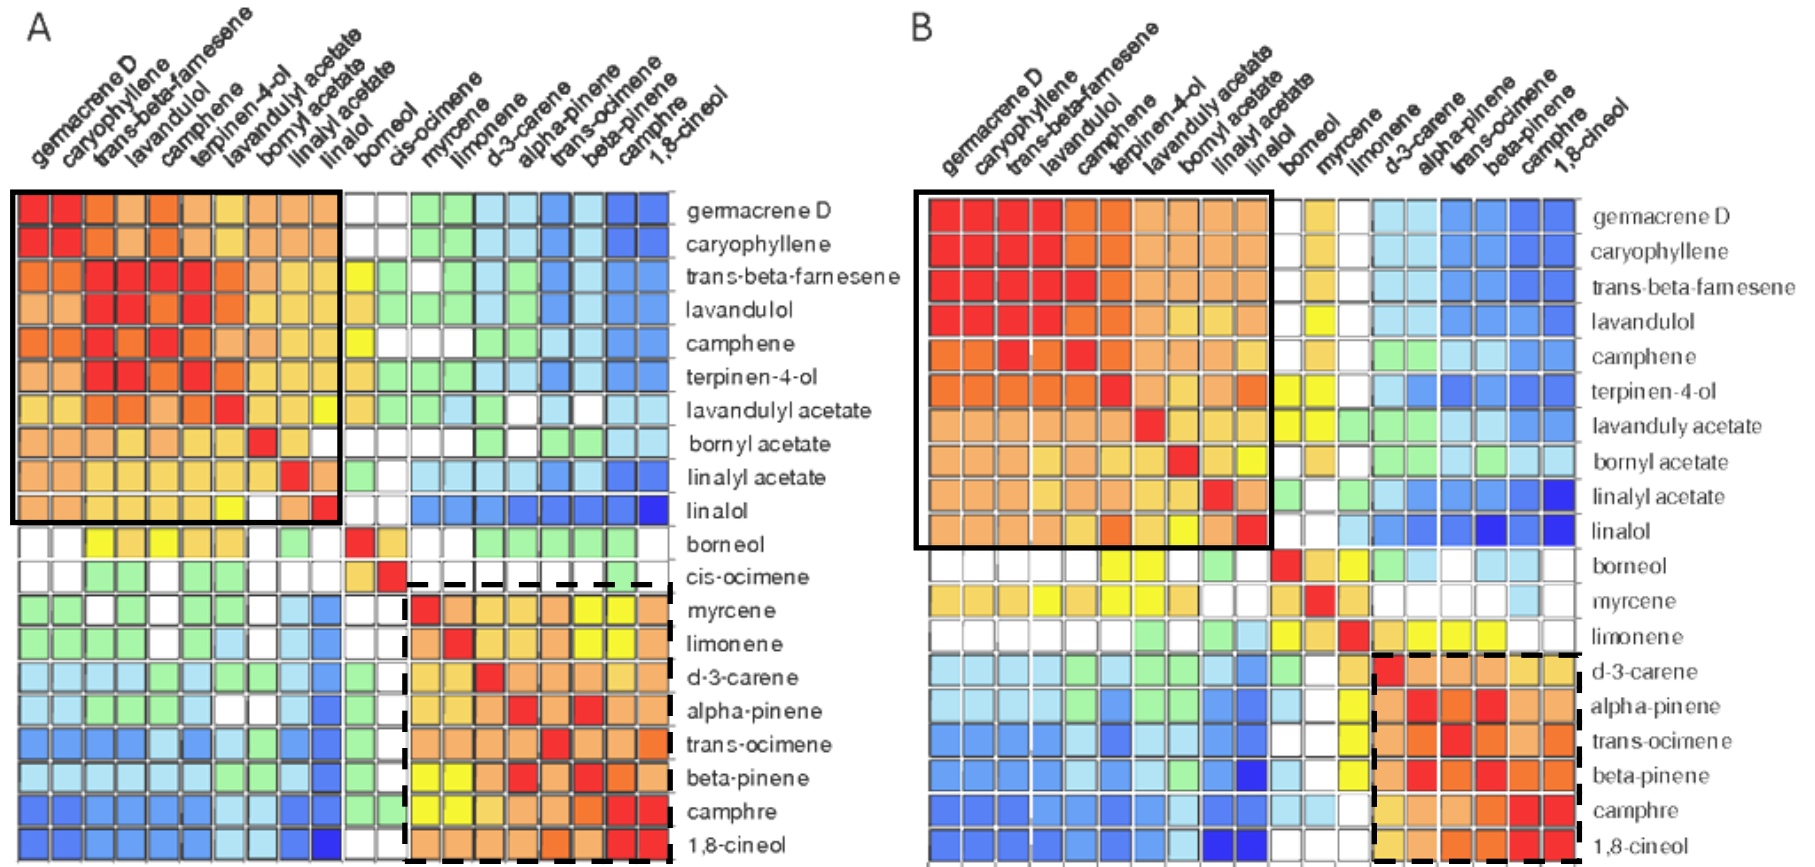 A
germacrene D
caryophyllene
trans-beta-farnesene
lavandulol
camphene
terpinen-4-ol
lavandulyl acetate
bornyl acetate
linalyl acetate
linalol
borneol
cis-ocimene
myrcene
limonene
d-3-carene
alpha-pinene
trans-ocimene
beta-pinene
camphre
1,8-cineol
germacrene D
caryophyllene
trans-beta-farnesene
lavandulol
camphene
terpinen-4-ol
lavandulyl acetate
bornyl acetate
linalyl acetate
linalol
borneol
cis-ocimene
myrcene
limonene
d-3-carene
alpha-pinene
trans-ocimene
beta-pinene
camphre
1,8-cineol
B
germacrene D
caryophyllene
trans-beta-farnesene
lavandulol
camphene
terpinen-4-ol
lavanduly acetate
bornyl acetate
linalyl acetate
linalol
borneol
myrcene
limonene
d-3-carene
alpha-pinene
trans-ocimene
beta-pinene
camphre
1,8-cineol
germacrene D
caryophyllene
trans-beta-farnesene
lavandulol
camphene
terpinen-4-ol
lavanduly acetate
bornyl acetate
linalyl acetate
linalol
borneol
myrcene
limonene
d-3-carene
alpha-pinene
trans-ocimene
beta-pinene
camphre
1,8-cineol